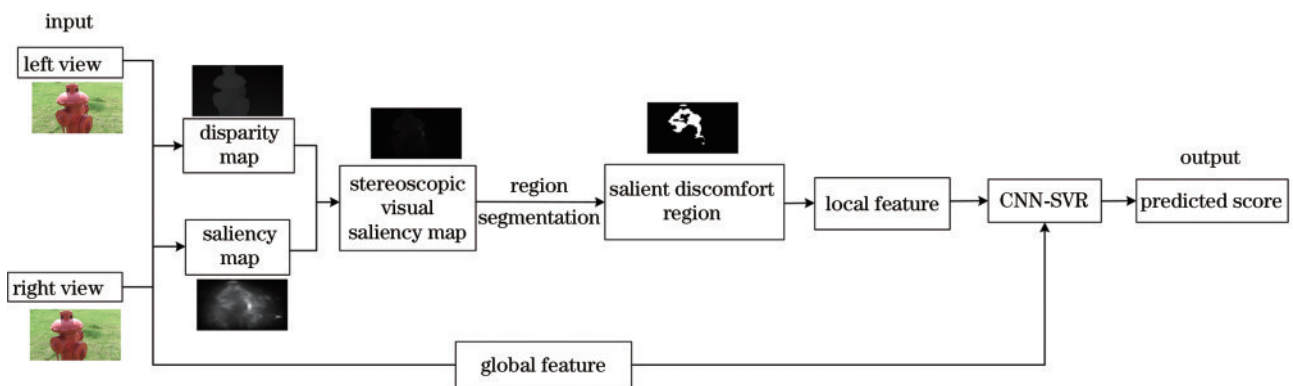 input
left view
disparity
map
saliency
map
right view
stereoscopic
visual
saliency map
region
segmentation
salient discomfort
region
local feature
CNN-SVR
output
predicted score
global feature